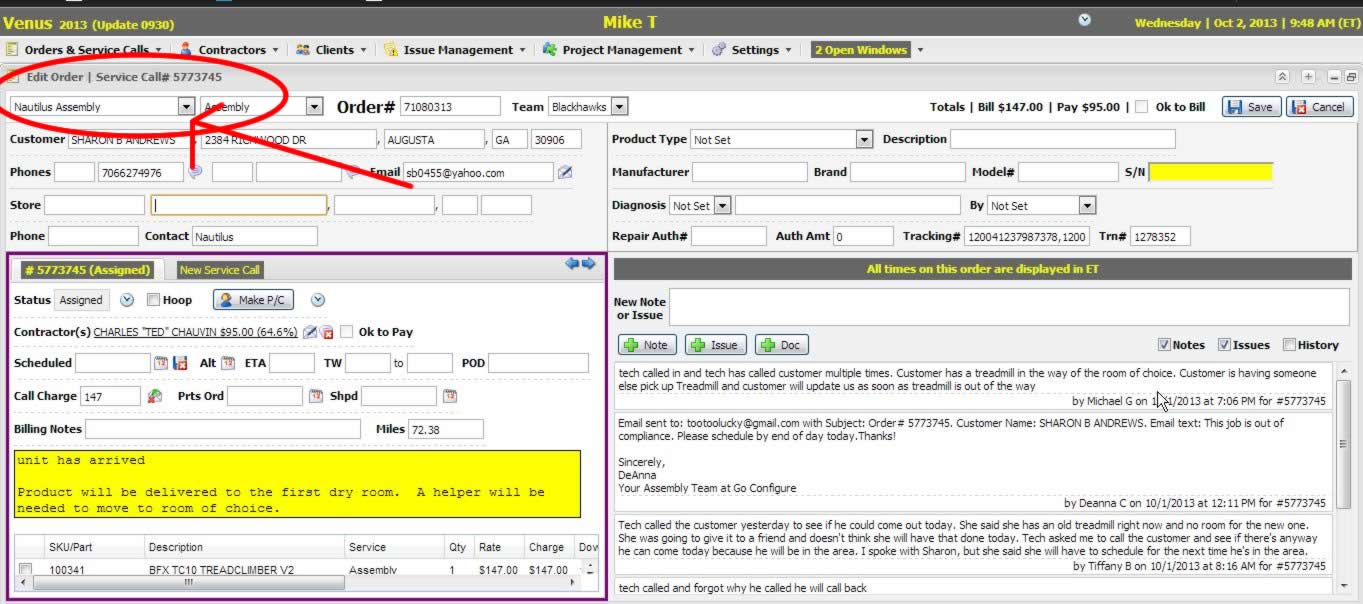 Venus 2013 (Update 0930) Mike T Wednesday | Oct 2, 2013 | 9:48 AM (ET)
Orders & Service Calls Contractors Clients Issue Management Project Management Settings 2 Open Windows
Edit Order | Service Call# 5773745
Nautilus Assembly Assembly Order# 71080313 Team Blackhawks Totals | Bill $147.00 | Pay $95.00 | Ok to Bill Save Cancel
Customer SHARON B ANDREWS , 2384 RICHWOOD DR , AUGUSTA , GA 30906
Phones 7066274976 Email sb0455@yahoo.com
Store , ,
Phone Contact Nautilus
Product Type Not Set Description
Manufacturer Brand Model# S/N
Diagnosis Not Set By Not Set
Repair Auth# Auth Amt 0 Tracking# 120041237987378,1200 Trn# 1278352
# 5773745 (Assigned) New Service Call
Status Assigned Hoop Make P/C
Contractor(s) CHARLES "TED" CHAUVIN $95.00 (64.6%) Ok to Pay
Scheduled Alt ETA TW to POD
Call Charge 147 Prts Ord Shpd
Billing Notes Miles 72.38
unit has arrived
Product will be delivered to the first dry room. A helper will be
needed to move to room of choice.
SKU/Part Description Service Qty Rate Charge Dov
100341 BFX TC10 TREADCLIMBER V2 Assembly 1 $147.00 $147.00
All times on this order are displayed in ET
New Note
or Issue
Note Issue Doc Notes Issues History
tech called in and tech has called customer multiple times. Customer has a treadmill in the way of the room of choice. Customer is having someone
else pick up Treadmill and customer will update us as soon as treadmill is out of the way
by Michael G on /1/2013 at 7:06 PM for #5773745
Email sent to: tootoolucky@gmail.com with Subject: Order# 5773745. Customer Name: SHARON B ANDREWS. Email text: This job is out of
compliance. Please schedule by end of day today.Thanks!
Sincerely,
DeAnna
Your Assembly Team at Go Configure
by Deanna C on 10/1/2013 at 12:11 PM for #5773745
Tech called the customer yesterday to see if he could come out today. She said she has an old treadmill right now and no room for the new one.
She was going to give it to a friend and doesn't think she will have that done today. Tech asked me to call the customer and see if there's anyway
he can come today because he will be in the area. I spoke with Sharon, but she said she will have to schedule for the next time he's in the area.
by Tiffany B on 10/1/2013 at 8:16 AM for #5773745
tech called and forgot why he called he will call back